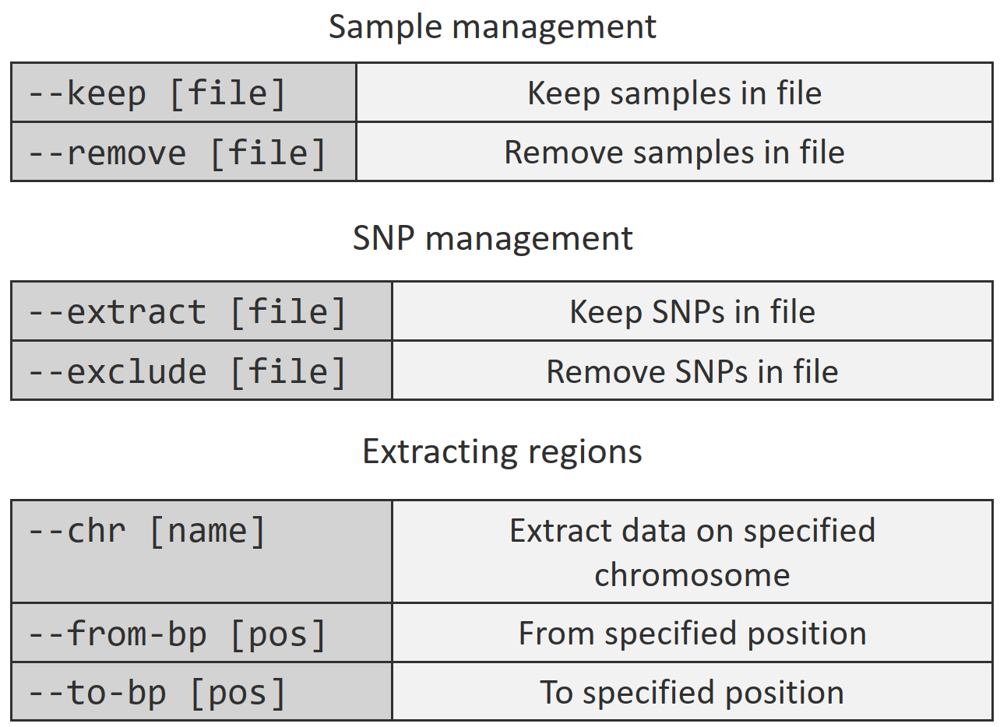 Sample management
--keep [file] Keep samples in file
--remove [file] Remove samples in file
SNP management
--extract [file] Keep SNPs in file
--exclude [file] Remove SNPs in file
Extracting regions
--chr [name] Extract data on specified
chromosome
--from-bp [pos] From specified position
--to-bp [pos] To specified position